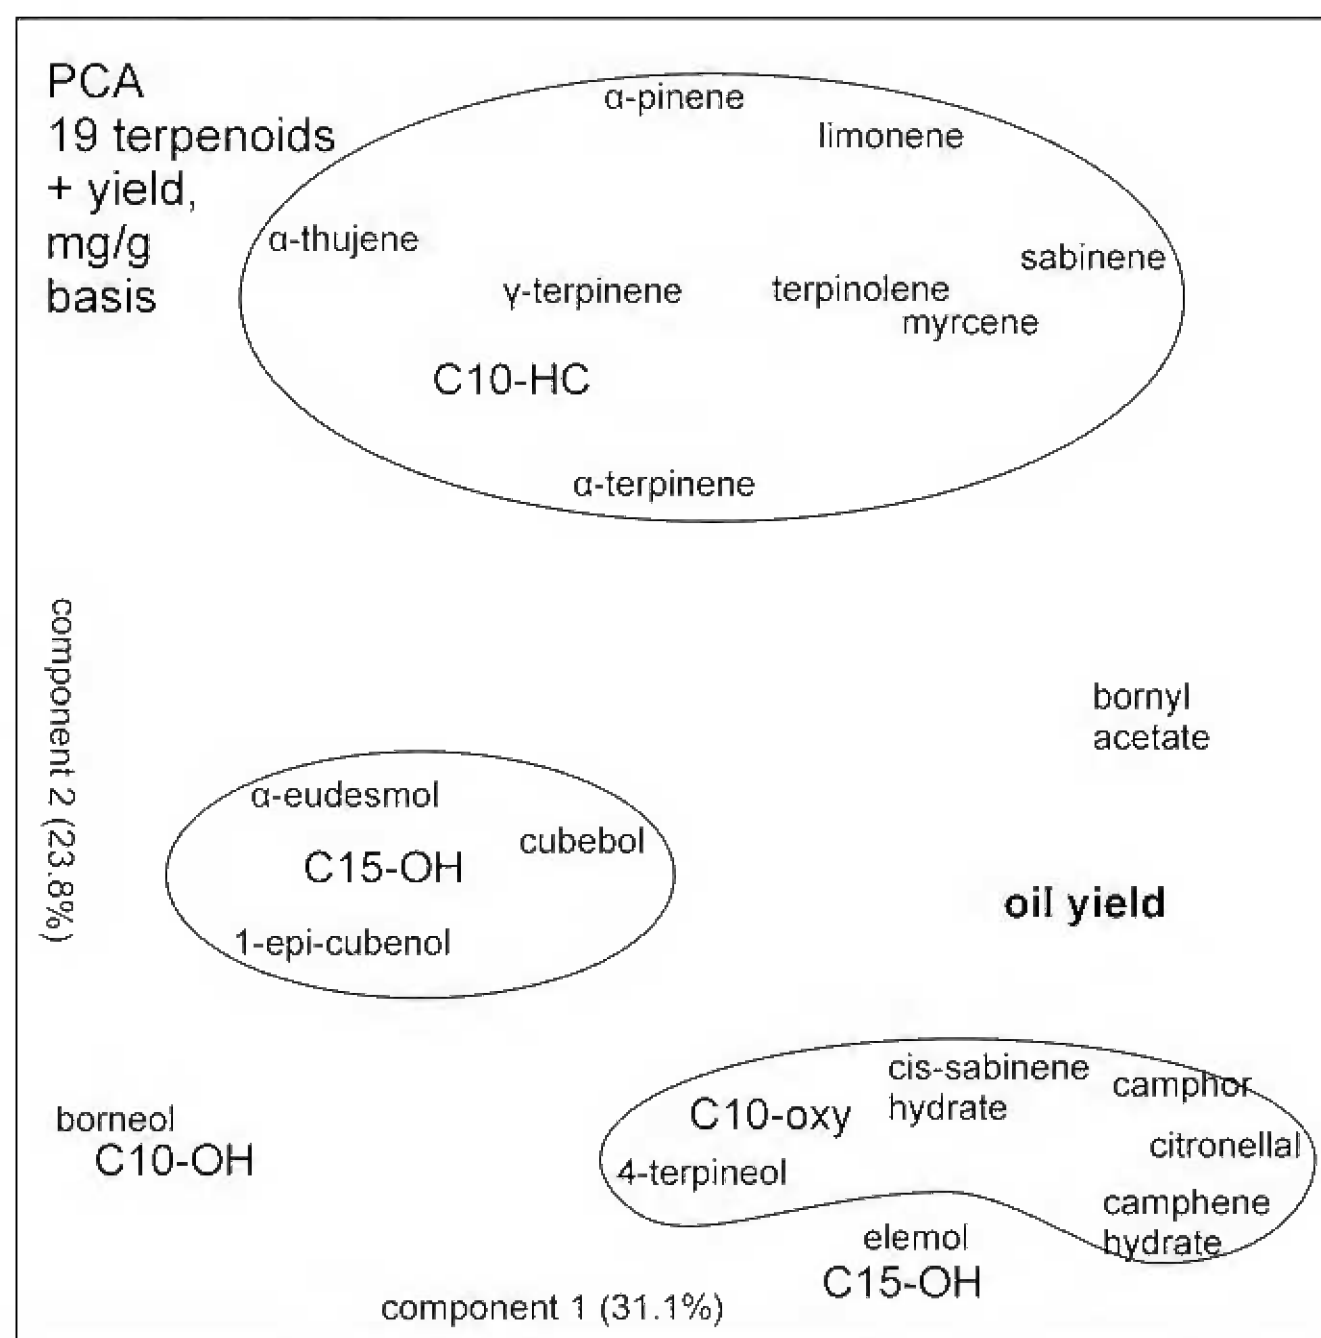 PCA
19 terpenoids
+ yield,
mg/g
basis
α-pinene
limonene
α-thujene
sabinene
γ-terpinene
terpinolene
myrcene
C10-HC
α-terpinene
component 2 (23.8%)
bornyl
acetate
α-eudesmol
cubebol
C15-OH
oil yield
1-epi-cubenol
cis-sabinene
hydrate
camphor
borneol
C10-OH
C10-oxy
citronellal
4-terpineol
camphene
hydrate
elemol
C15-OH
component 1 (31.1%)